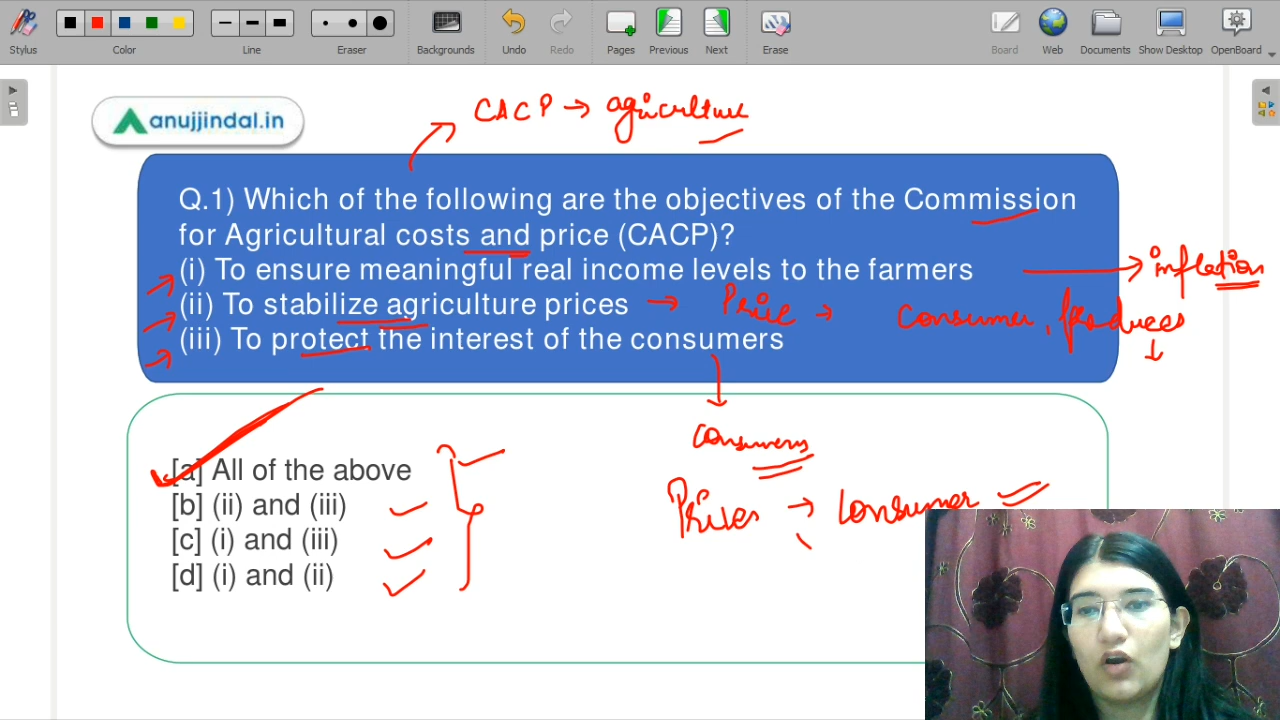 Stylus
Color
Line
Eraser
Backgrounds
Undo
Redo
Pages
Previous
Next
Erase
Board
Web
Documents
Show Desktop
OpenBoard
CACP → agriculture
anujjindal.in
Q.1) Which of the following are the objectives of the Commission
for Agricultural costs and price (CACP)?
(i) To ensure meaningful real income levels to the farmers → inflation
(ii) To stabilize agriculture prices → Price → Consumer,
(iii) To protect the interest of the consumers
consumers
[a] All of the above
[b] (ii) and (iii)
Prices → Consumer
[c] (i) and (iii)
[d] (i) and (ii)